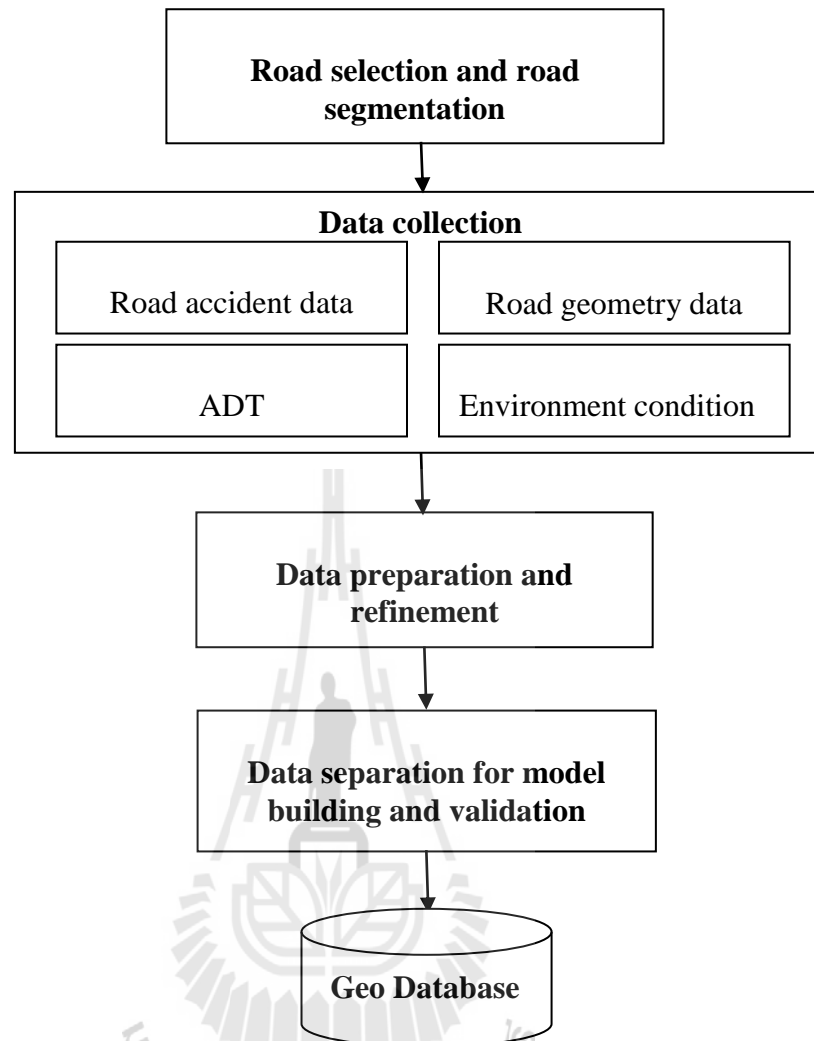 Road selection and road
segmentation
Data collection
Road accident data
Road geometry data
ADT
Environment condition
Data preparation and
refinement
Data separation for model
building and validation
Geo Database